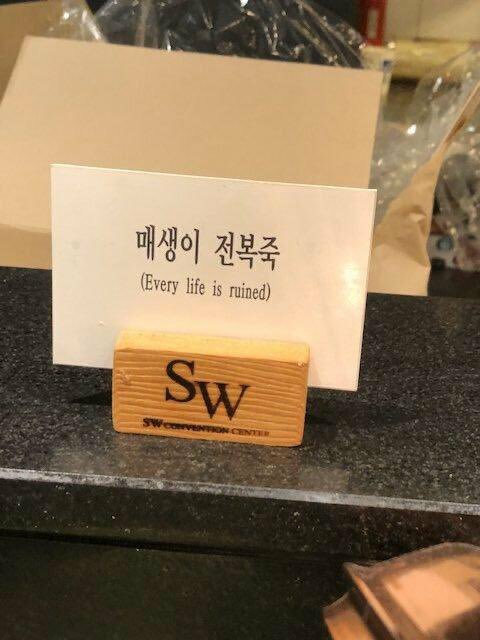 매생이 전복죽
(Every life is ruined)
SW
SW CONVENTION CENTER